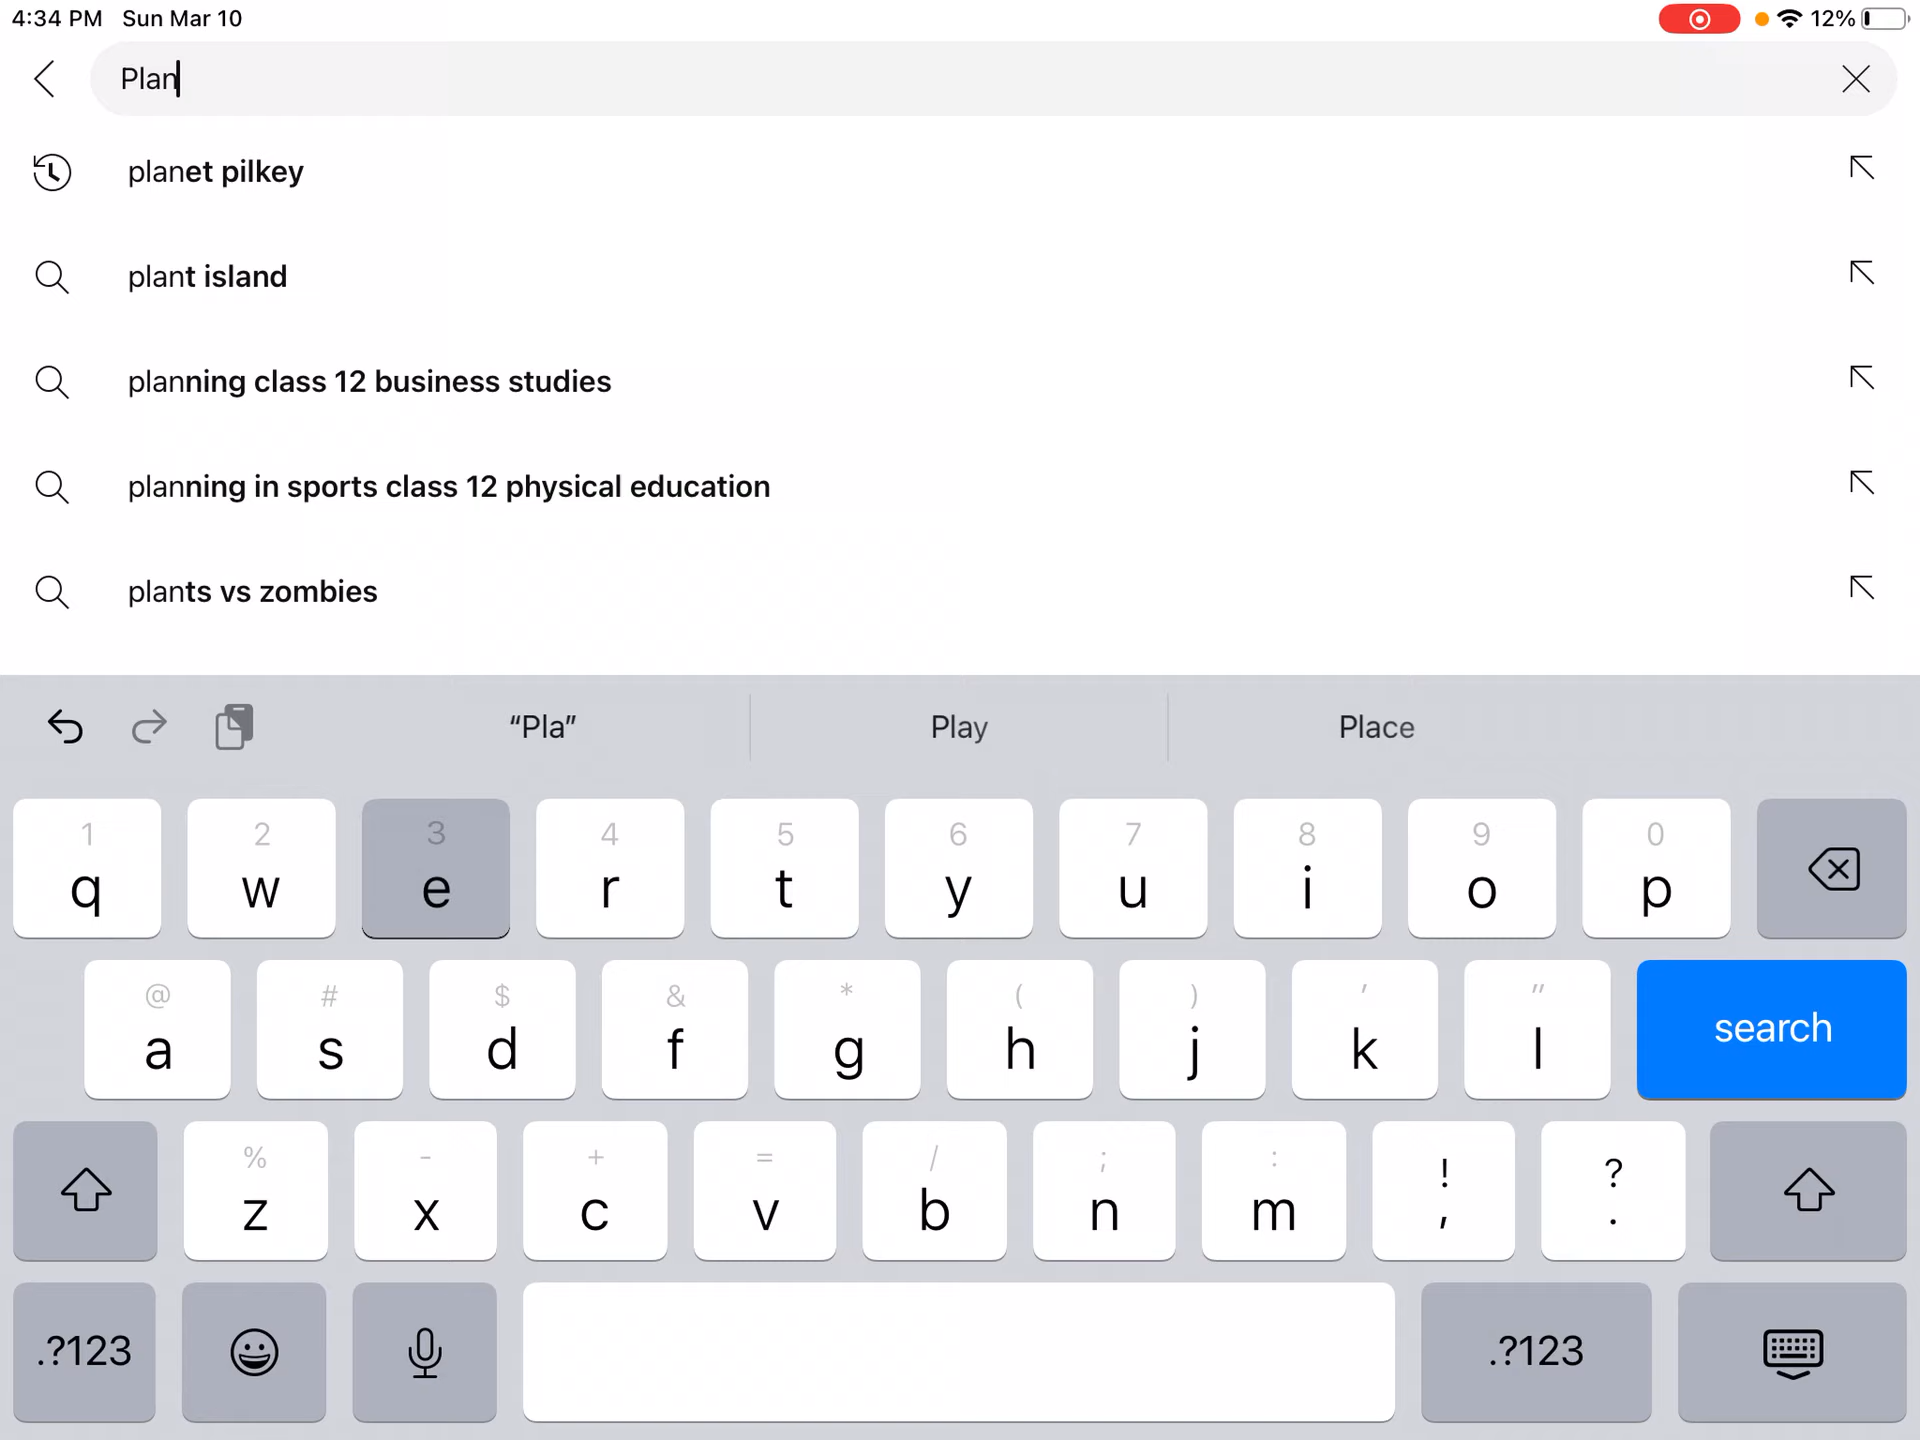 4:34 PM Sun Mar 10 12%
Plan
planet pilkey
plant island
planning class 12 business studies
planning in sports class 12 physical education
plants vs zombies
“Pla” Play Place
1 2 3 4 5 6 7 8 9 0
q w e r t y u i o p
@ # $ & * ( ) ' "
a s d f g h j k l search
% - + = / ; : ! ?
z x c v b n m , .
.?123 .?123